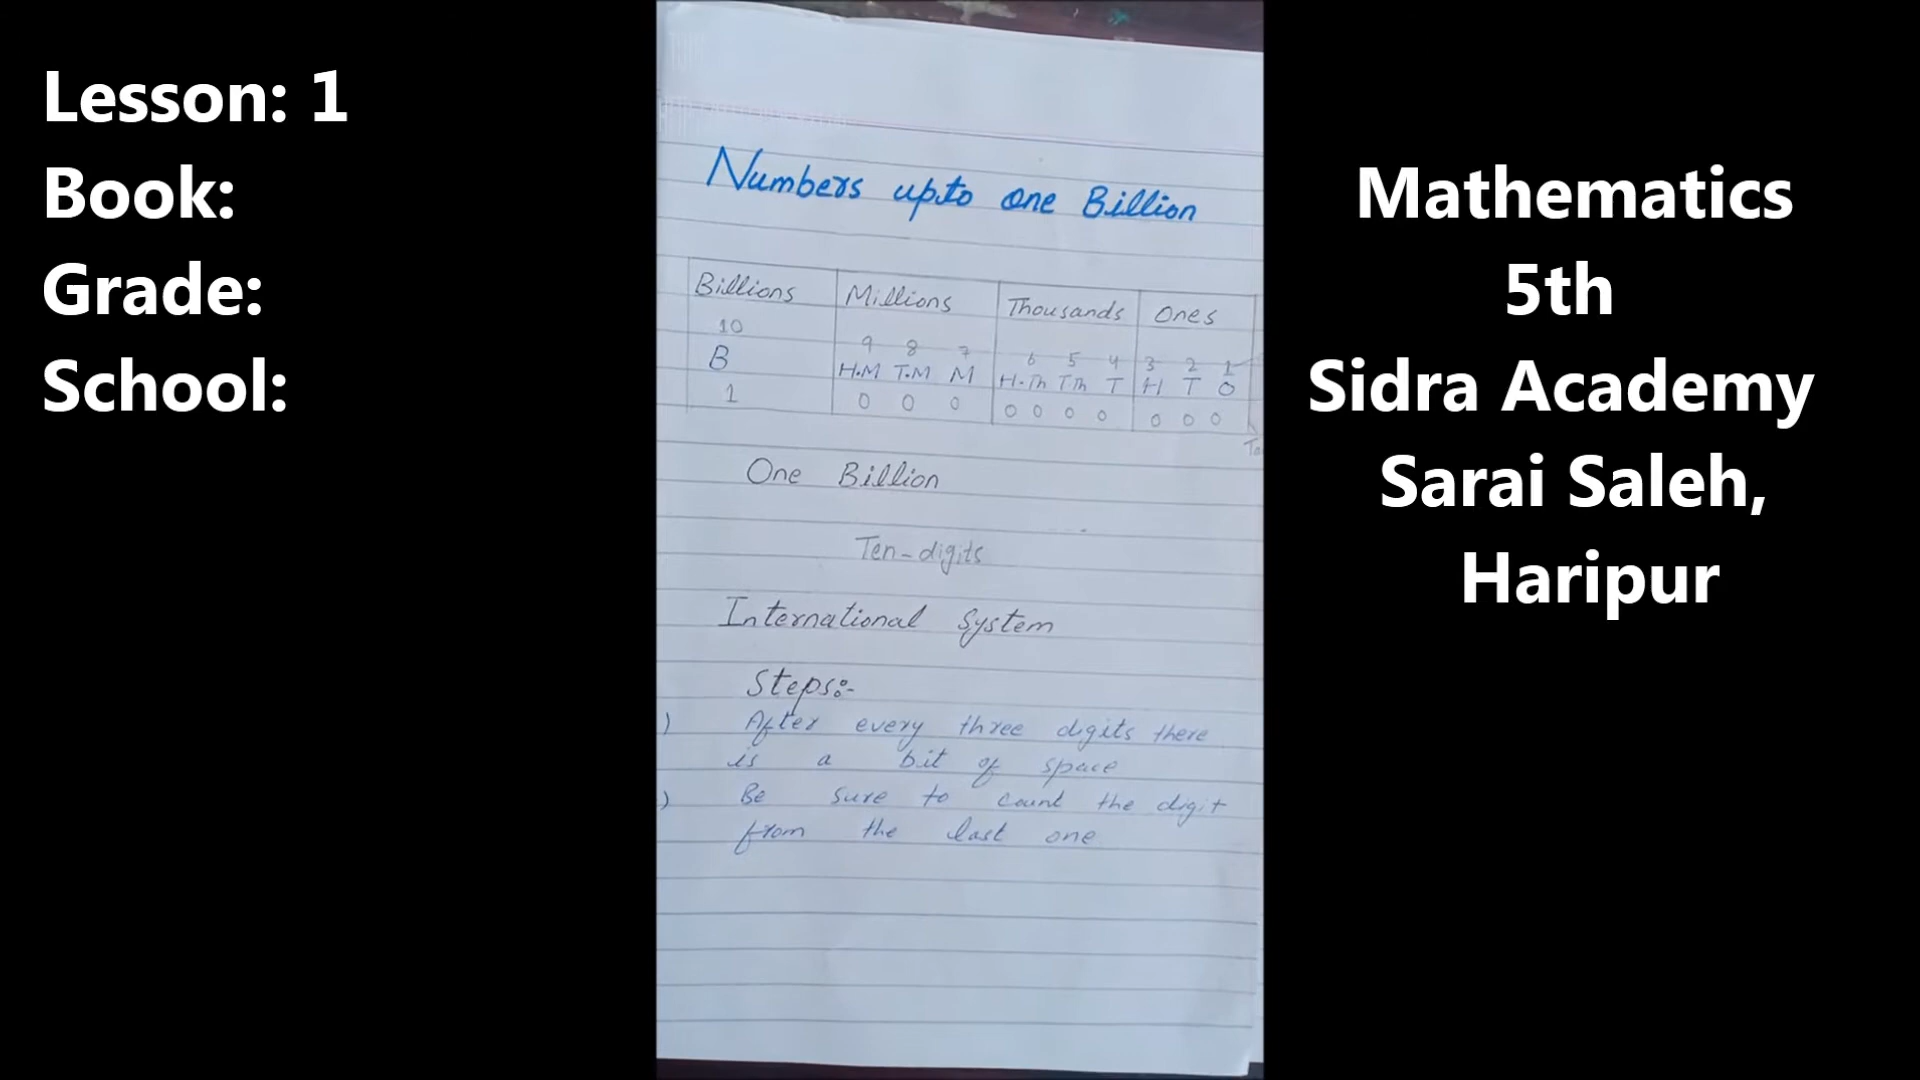 Lesson: 1
Book:
Grade:
School:
Numbers upto one Billion
Billions Millions Thousands Ones
10 9 8 7 6 5 4 3 2 1
B H.M T.M M H.Th T.Th T H T O
1 0 0 0 0 0 0 0 0 0 0
One Billion
Ten-digits
International System
Steps:-
) After every three digits there
is a bit of space
) Be sure to count the digit
from the last one
Mathematics
5th
Sidra Academy
Sarai Saleh,
Haripur